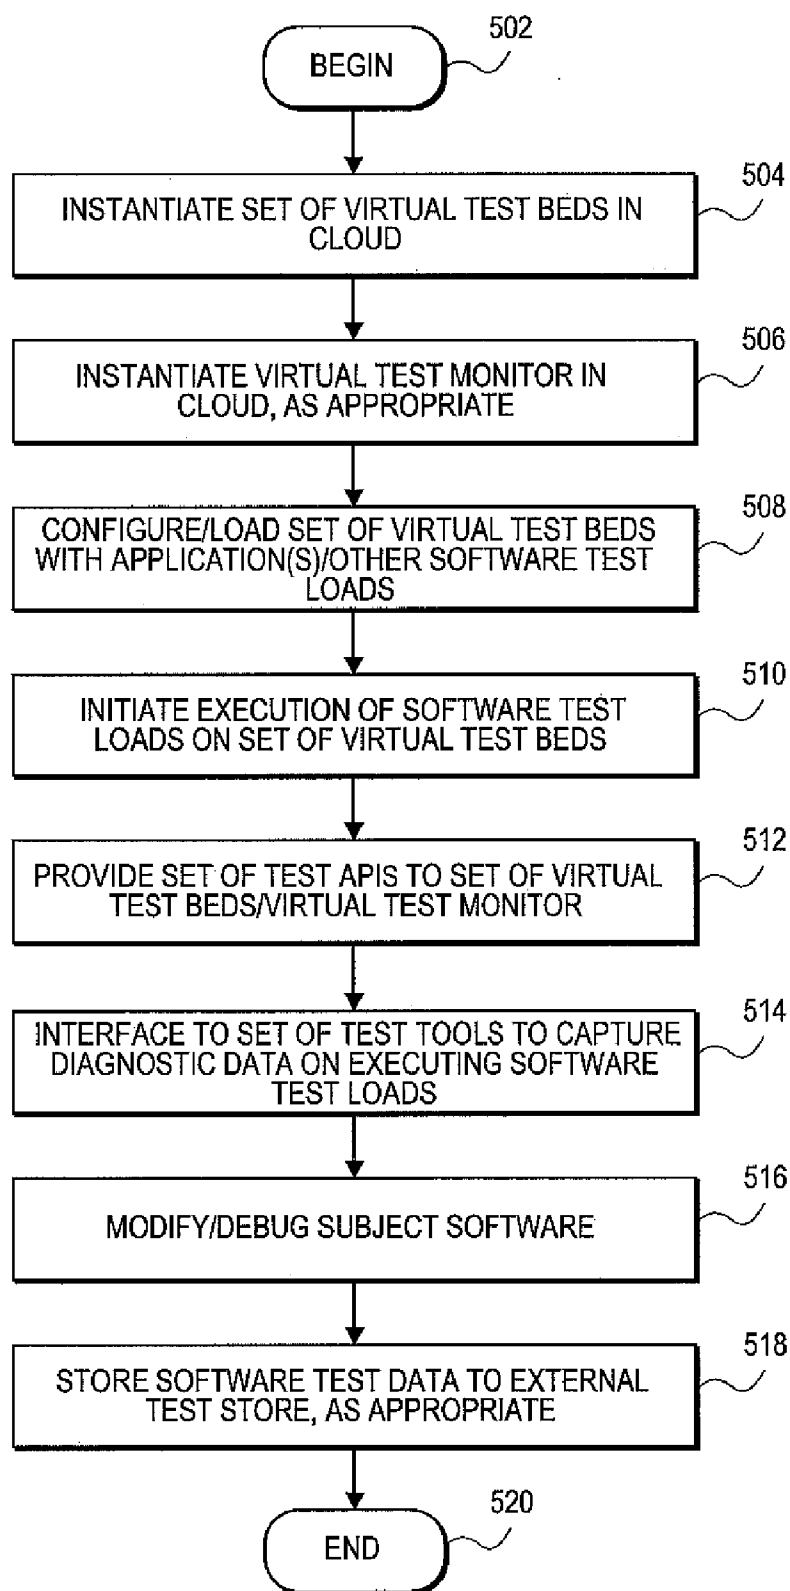 502
BEGIN
504
INSTANTIATE SET OF VIRTUAL TEST BEDS IN
CLOUD
506
INSTANTIATE VIRTUAL TEST MONITOR IN
CLOUD, AS APPROPRIATE
508
CONFIGURE/LOAD SET OF VIRTUAL TEST BEDS
WITH APPLICATION(S)/OTHER SOFTWARE TEST
LOADS
510
INITIATE EXECUTION OF SOFTWARE TEST
LOADS ON SET OF VIRTUAL TEST BEDS
512
PROVIDE SET OF TEST APIS TO SET OF VIRTUAL
TEST BEDS/VIRTUAL TEST MONITOR
514
INTERFACE TO SET OF TEST TOOLS TO CAPTURE
DIAGNOSTIC DATA ON EXECUTING SOFTWARE
TEST LOADS
516
MODIFY/DEBUG SUBJECT SOFTWARE
518
STORE SOFTWARE TEST DATA TO EXTERNAL
TEST STORE, AS APPROPRIATE
520
END